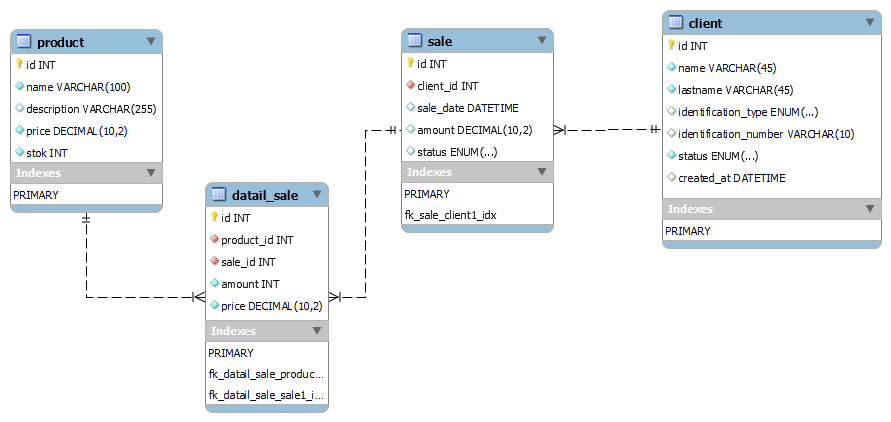 product
id INT
name VARCHAR(100)
description VARCHAR(255)
price DECIMAL(10,2)
stok INT
Indexes
PRIMARY
datail_sale
id INT
product_id INT
sale_id INT
amount INT
price DECIMAL(10,2)
Indexes
PRIMARY
fk_datail_sale_produc...
fk_datail_sale_sale1_i...
sale
id INT
client_id INT
sale_date DATETIME
amount DECIMAL(10,2)
status ENUM(...)
Indexes
PRIMARY
fk_sale_client1_idx
client
id INT
name VARCHAR(45)
lastname VARCHAR(45)
identification_type ENUM(...)
identification_number VARCHAR(10)
status ENUM(...)
created_at DATETIME
Indexes
PRIMARY